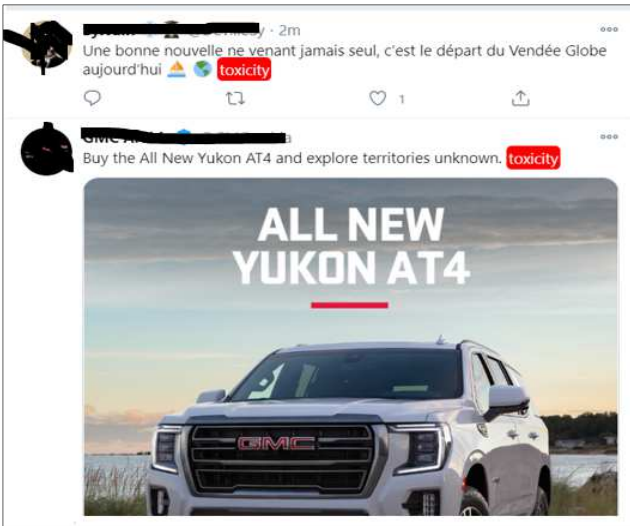 · 2m
Une bonne nouvelle ne venant jamais seul, c'est le départ du Vendée Globe
aujourd'hui ⛵ 🌎 toxicity
1
Buy the All New Yukon AT4 and explore territories unknown. toxicity
ALL NEW
YUKON AT4
GMC